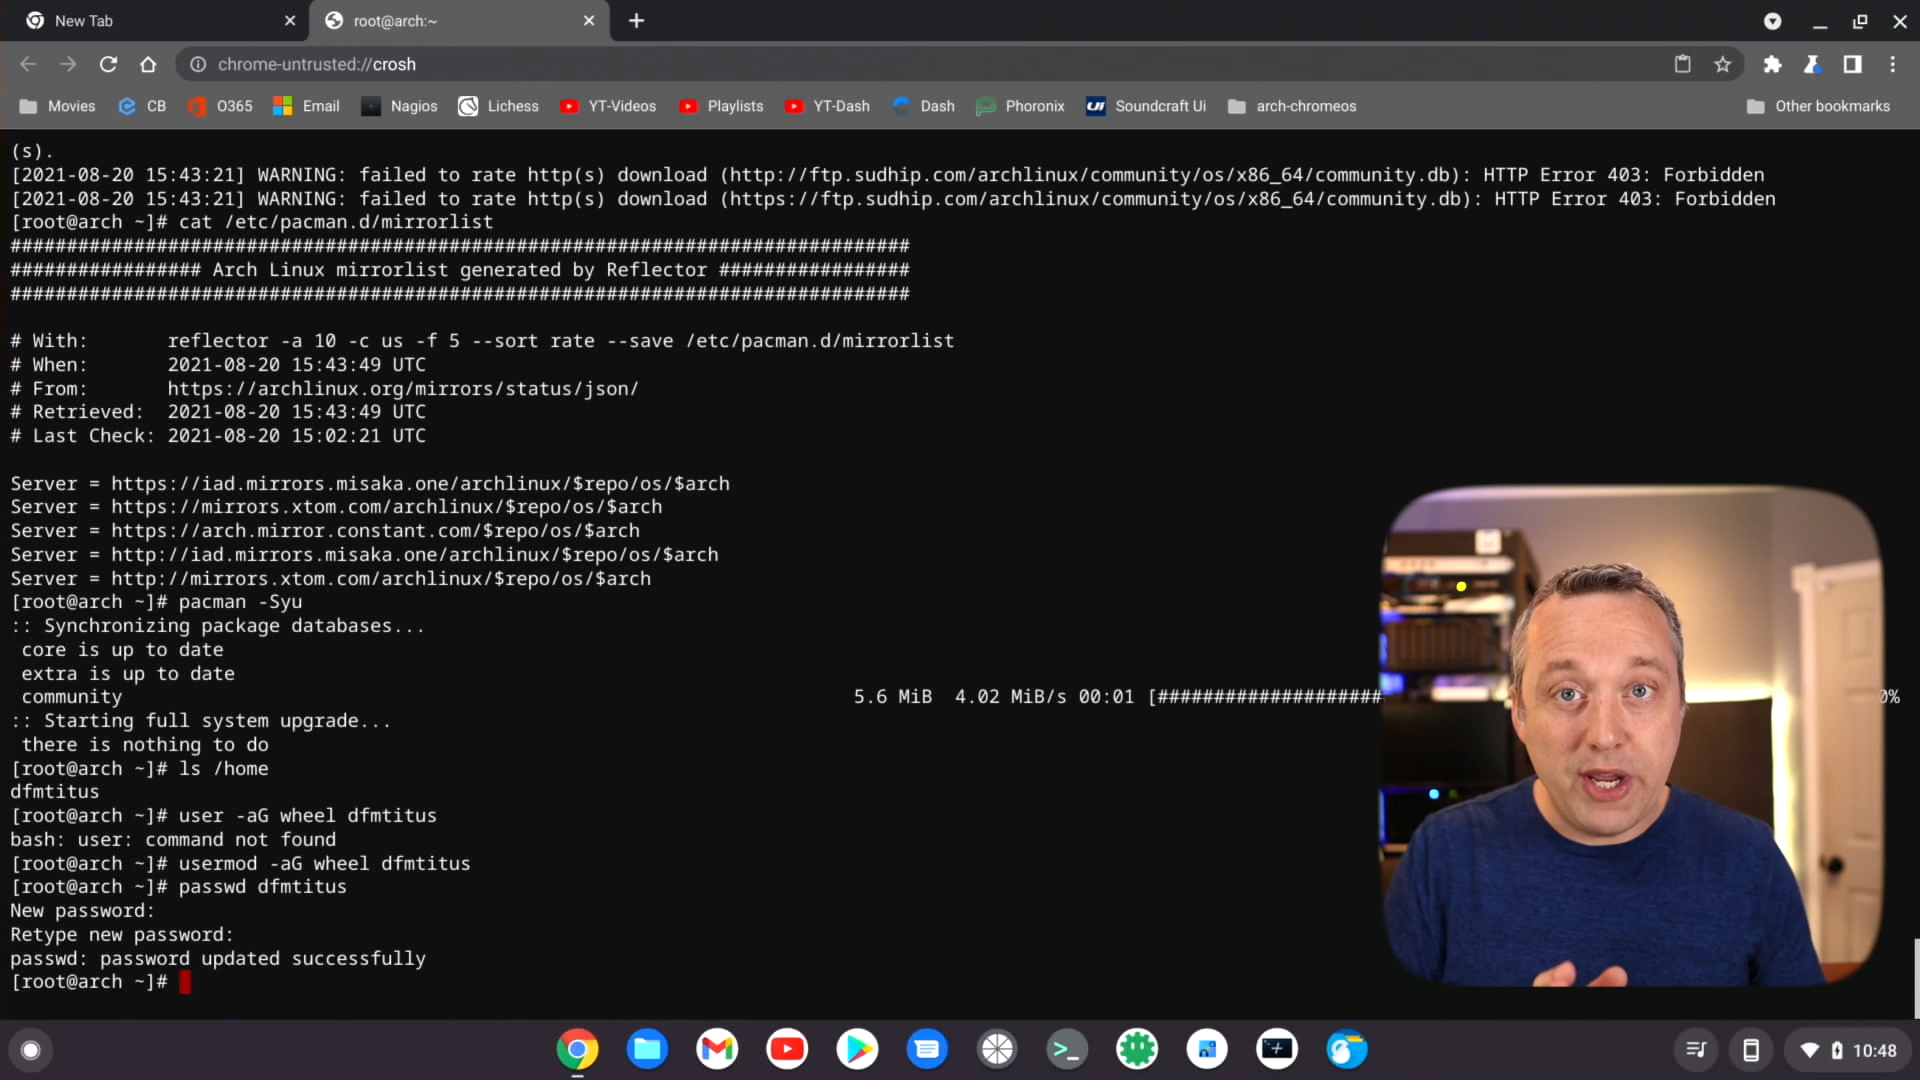 New Tab
root@arch:~
chrome-untrusted://crosh
Movies CB O365 Email Nagios Lichess YT-Videos Playlists YT-Dash Dash Phoronix Soundcraft Ui arch-chromeos Other bookmarks
(s).
[2021-08-20 15:43:21] WARNING: failed to rate http(s) download (http://ftp.sudhip.com/archlinux/community/os/x86_64/community.db): HTTP Error 403: Forbidden
[2021-08-20 15:43:21] WARNING: failed to rate http(s) download (https://ftp.sudhip.com/archlinux/community/os/x86_64/community.db): HTTP Error 403: Forbidden
[root@arch ~]# cat /etc/pacman.d/mirrorlist
################################################################################
################# Arch Linux mirrorlist generated by Reflector #################
################################################################################
# With:       reflector -a 10 -c us -f 5 --sort rate --save /etc/pacman.d/mirrorlist
# When:       2021-08-20 15:43:49 UTC
# From:       https://archlinux.org/mirrors/status/json/
# Retrieved:  2021-08-20 15:43:49 UTC
# Last Check: 2021-08-20 15:02:21 UTC
Server = https://iad.mirrors.misaka.one/archlinux/$repo/os/$arch
Server = https://mirrors.xtom.com/archlinux/$repo/os/$arch
Server = https://arch.mirror.constant.com/$repo/os/$arch
Server = http://iad.mirrors.misaka.one/archlinux/$repo/os/$arch
Server = http://mirrors.xtom.com/archlinux/$repo/os/$arch
[root@arch ~]# pacman -Syu
:: Synchronizing package databases...
core is up to date
extra is up to date
community 5.6 MiB 4.02 MiB/s 00:01 [#################### 0%
:: Starting full system upgrade...
there is nothing to do
[root@arch ~]# ls /home
dfmtitus
[root@arch ~]# user -aG wheel dfmtitus
bash: user: command not found
[root@arch ~]# usermod -aG wheel dfmtitus
[root@arch ~]# passwd dfmtitus
New password:
Retype new password:
passwd: password updated successfully
[root@arch ~]#
10:48